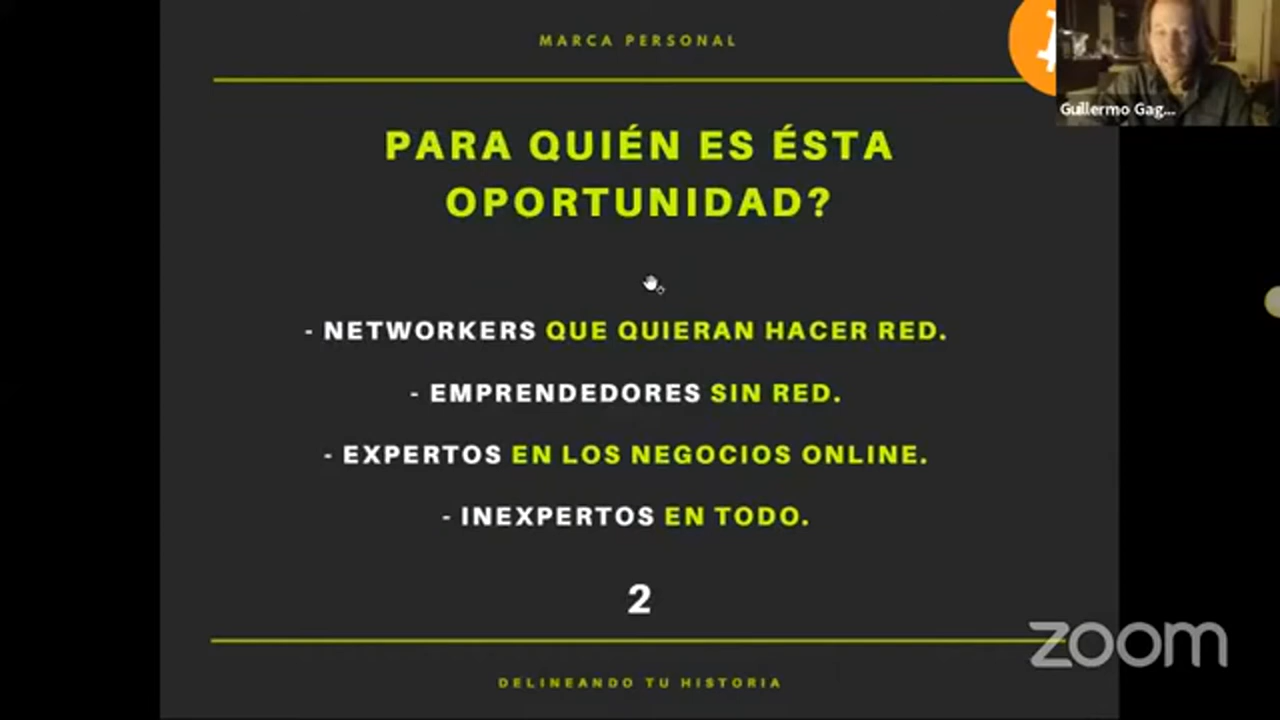 MARCA PERSONAL
Guillermo Gag...
PARA QUIÉN ES ÉSTA
OPORTUNIDAD?
- NETWORKERS QUE QUIERAN HACER RED.
- EMPRENDEDORES SIN RED.
- EXPERTOS EN LOS NEGOCIOS ONLINE.
- INEXPERTOS EN TODO.
2
zoom
DELINEANDO TU HISTORIA